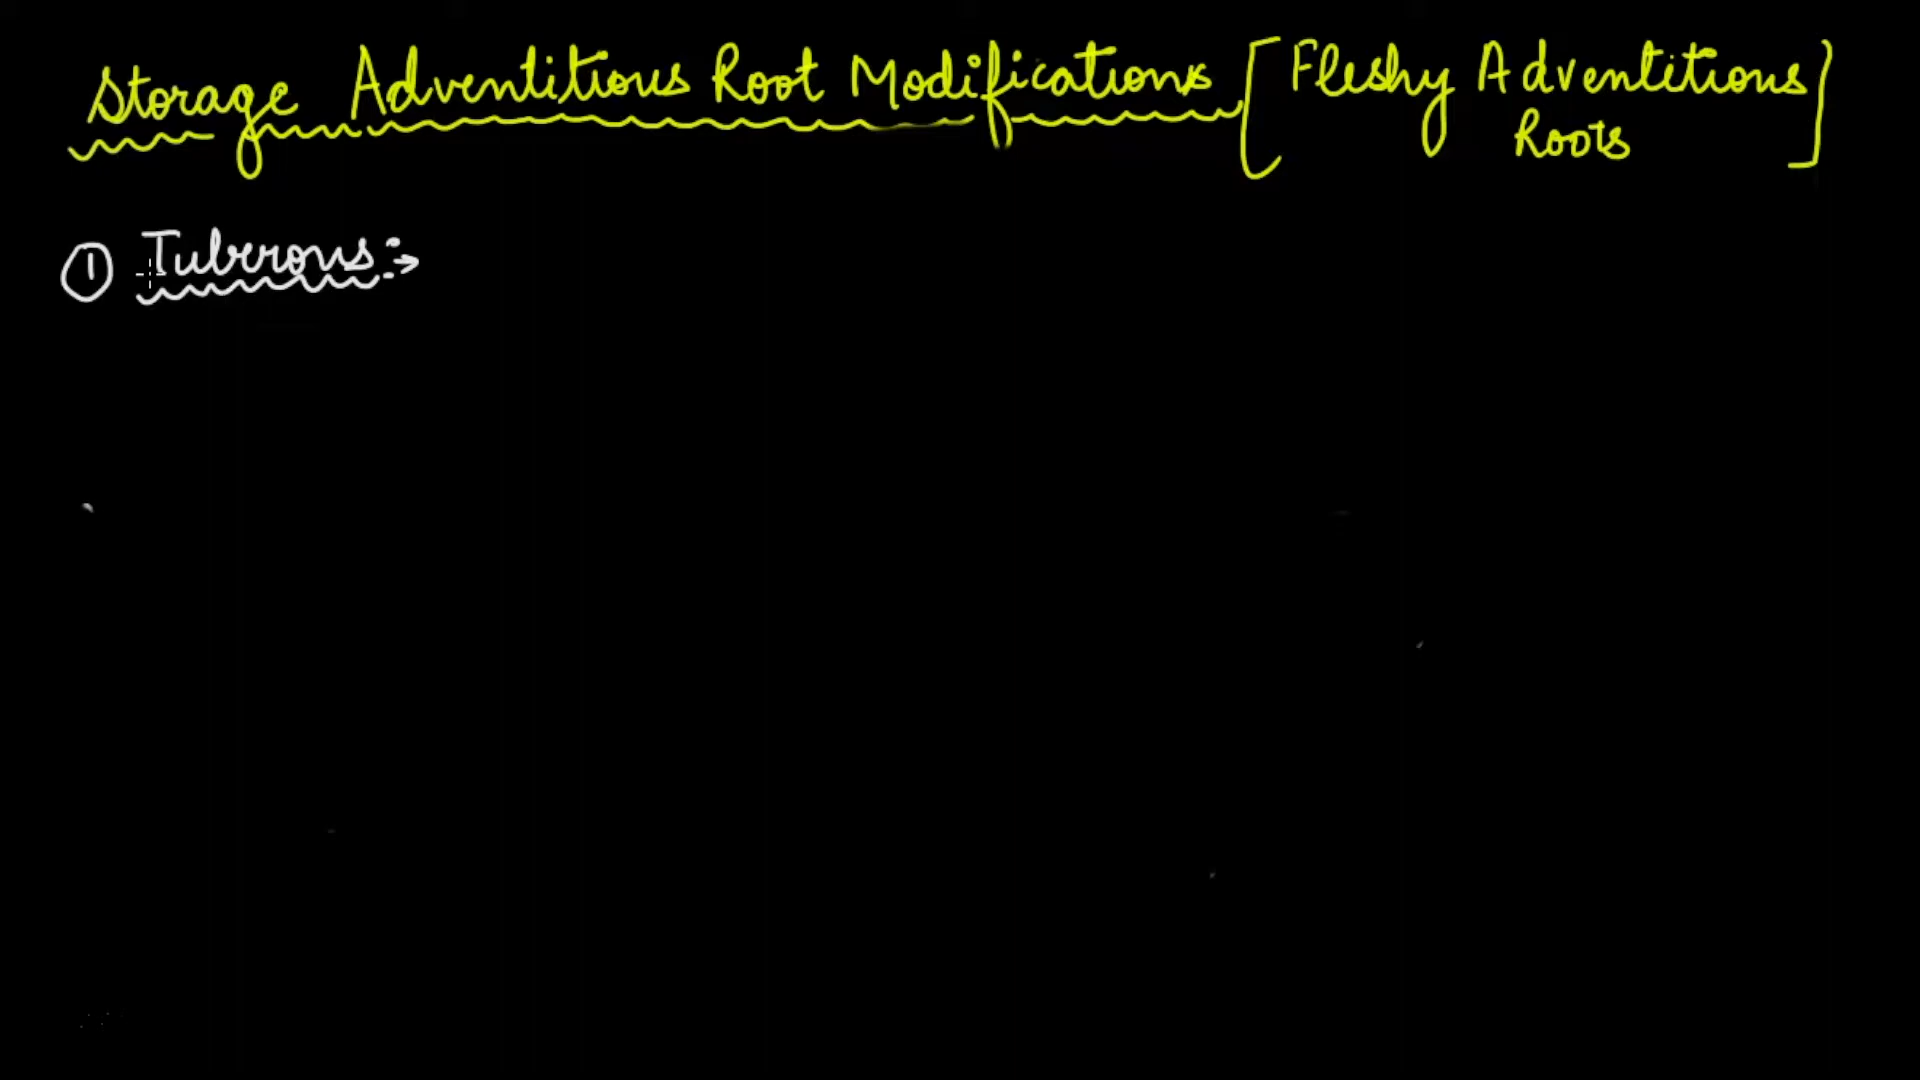 Storage Adventitious Root Modifications [Fleshy Adventitious
Roots]
① Tuberous:→